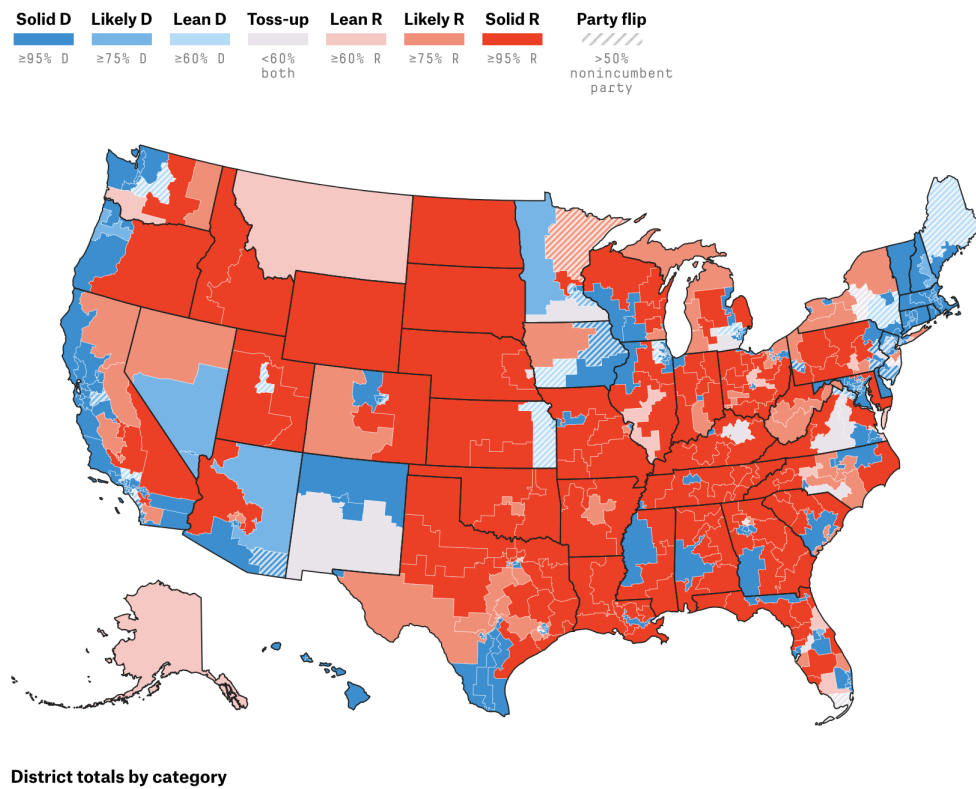 Solid D Likely D Lean D Toss-up Lean R Likely R Solid R Party flip
≥95% D ≥75% D ≥60% D <60% ≥60% R ≥75% R ≥95% R >50%
both nonincumbent
party
District totals by category